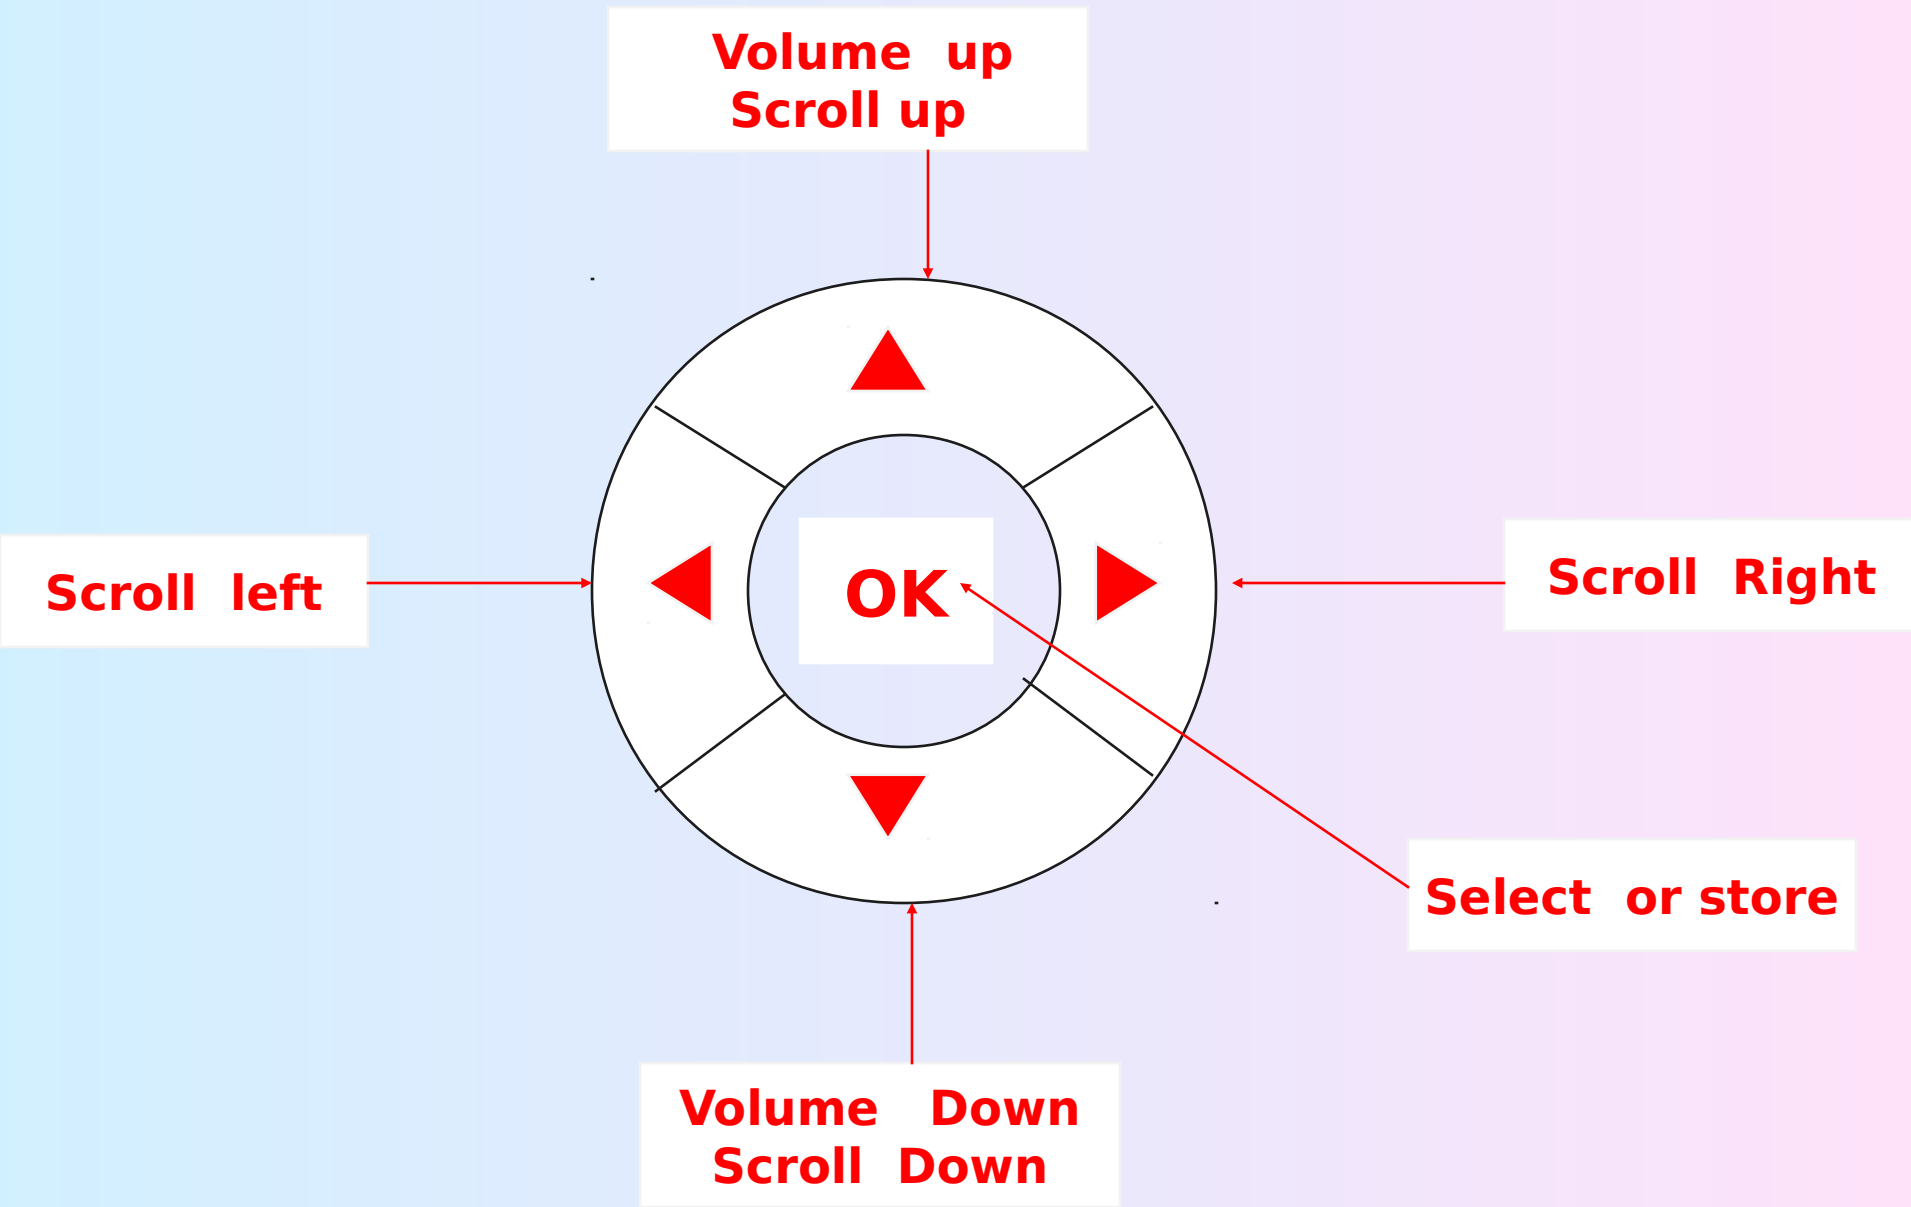 Volume up
Scroll up
Scroll left
OK
Scroll Right
Select or store
Volume Down
Scroll Down